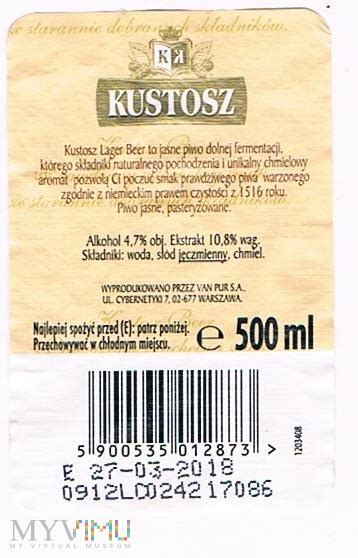 ze starannie dobranych składników.
K K
KUSTOSZ
Kustosz Lager Beer to jasne piwo dolnej fermentacji,
którego składniki naturalnego pochodzenia i unikalny chmielowy
aromat pozwolą Ci poczuć smak prawdziwego piwa warzonego
zgodnie z niemieckim prawem czystości z 1516 roku.
Piwo jasne, pasteryzowane.
Alkohol 4,7% obj. Ekstrakt 10,8% wag.
Składniki: woda, słód jęczmienny, chmiel.
WYPRODUKOWANO PRZEZ VAN PUR S.A.,
UL. CYBERNETYKI 7, 02-677 WARSZAWA.
Najlepiej spożyć przed (E): patrz poniżej.
Przechowywać w chłodnym miejscu.
e 500 ml
5 900535 012873 >
1203408
E 27-03-2018
0912LC024217086
MYVIMU
MY VIRTUAL MUSEUM